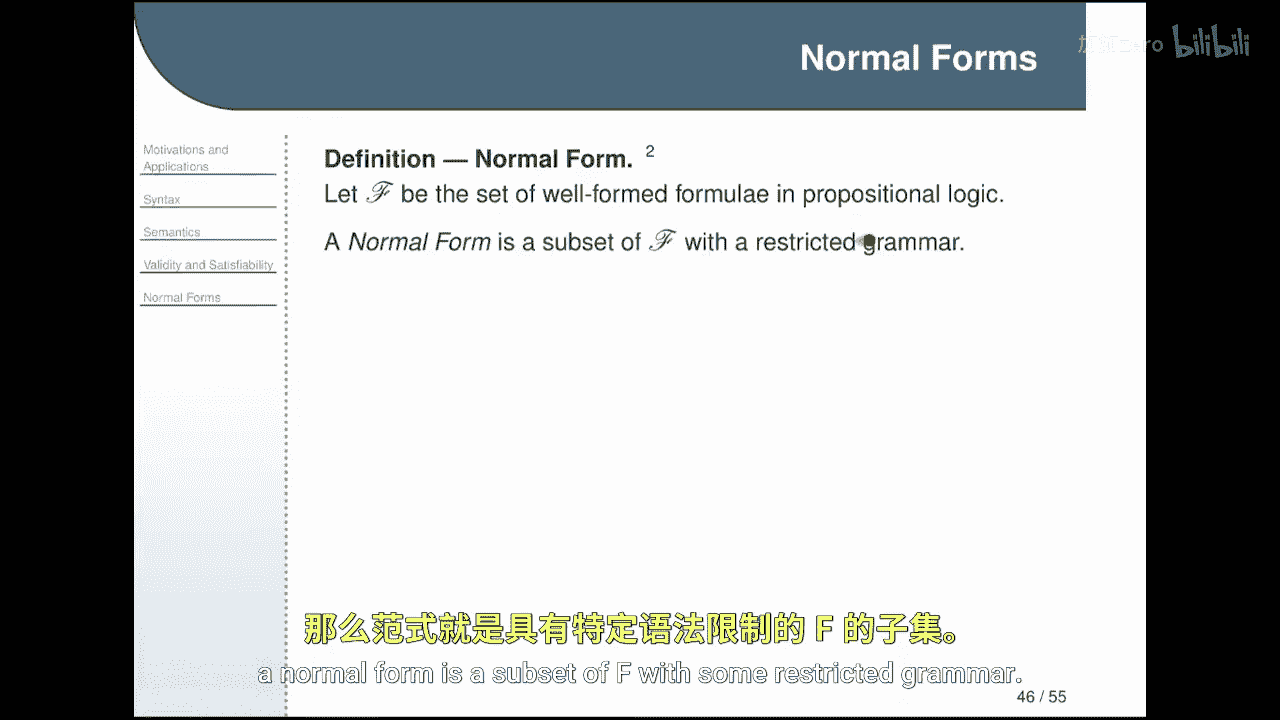 Normal Forms
bilibili
Motivations and
Applications
Syntax
Semantics
Validity and Satisfiability
Normal Forms
Definition — Normal Form. 2
Let ℱ be the set of well-formed formulae in propositional logic.
A Normal Form is a subset of ℱ with a restricted grammar.
那么范式就是具有特定语法限制的 F 的子集。
a normal form is a subset of F with some restricted grammar.
46 / 55